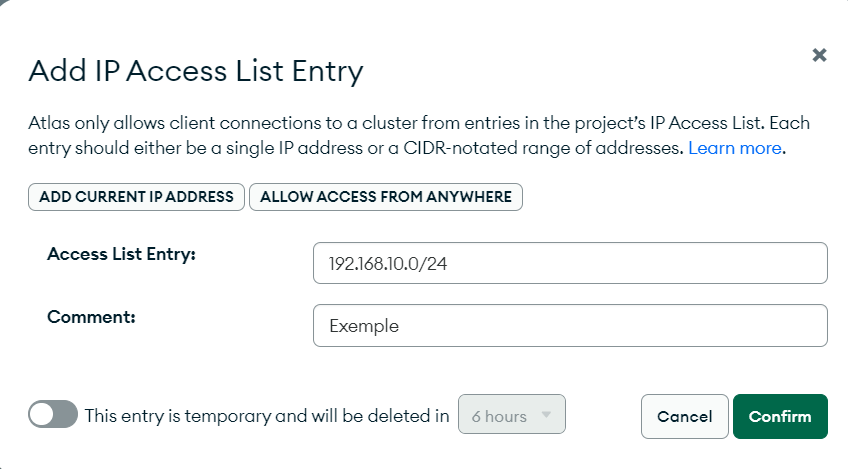 Add IP Access List Entry
Atlas only allows client connections to a cluster from entries in the project's IP Access List. Each
entry should either be a single IP address or a CIDR-notated range of addresses. Learn more.
ADD CURRENT IP ADDRESS ALLOW ACCESS FROM ANYWHERE
Access List Entry: 192.168.10.0/24
Comment: Exemple
This entry is temporary and will be deleted in 6 hours Cancel Confirm